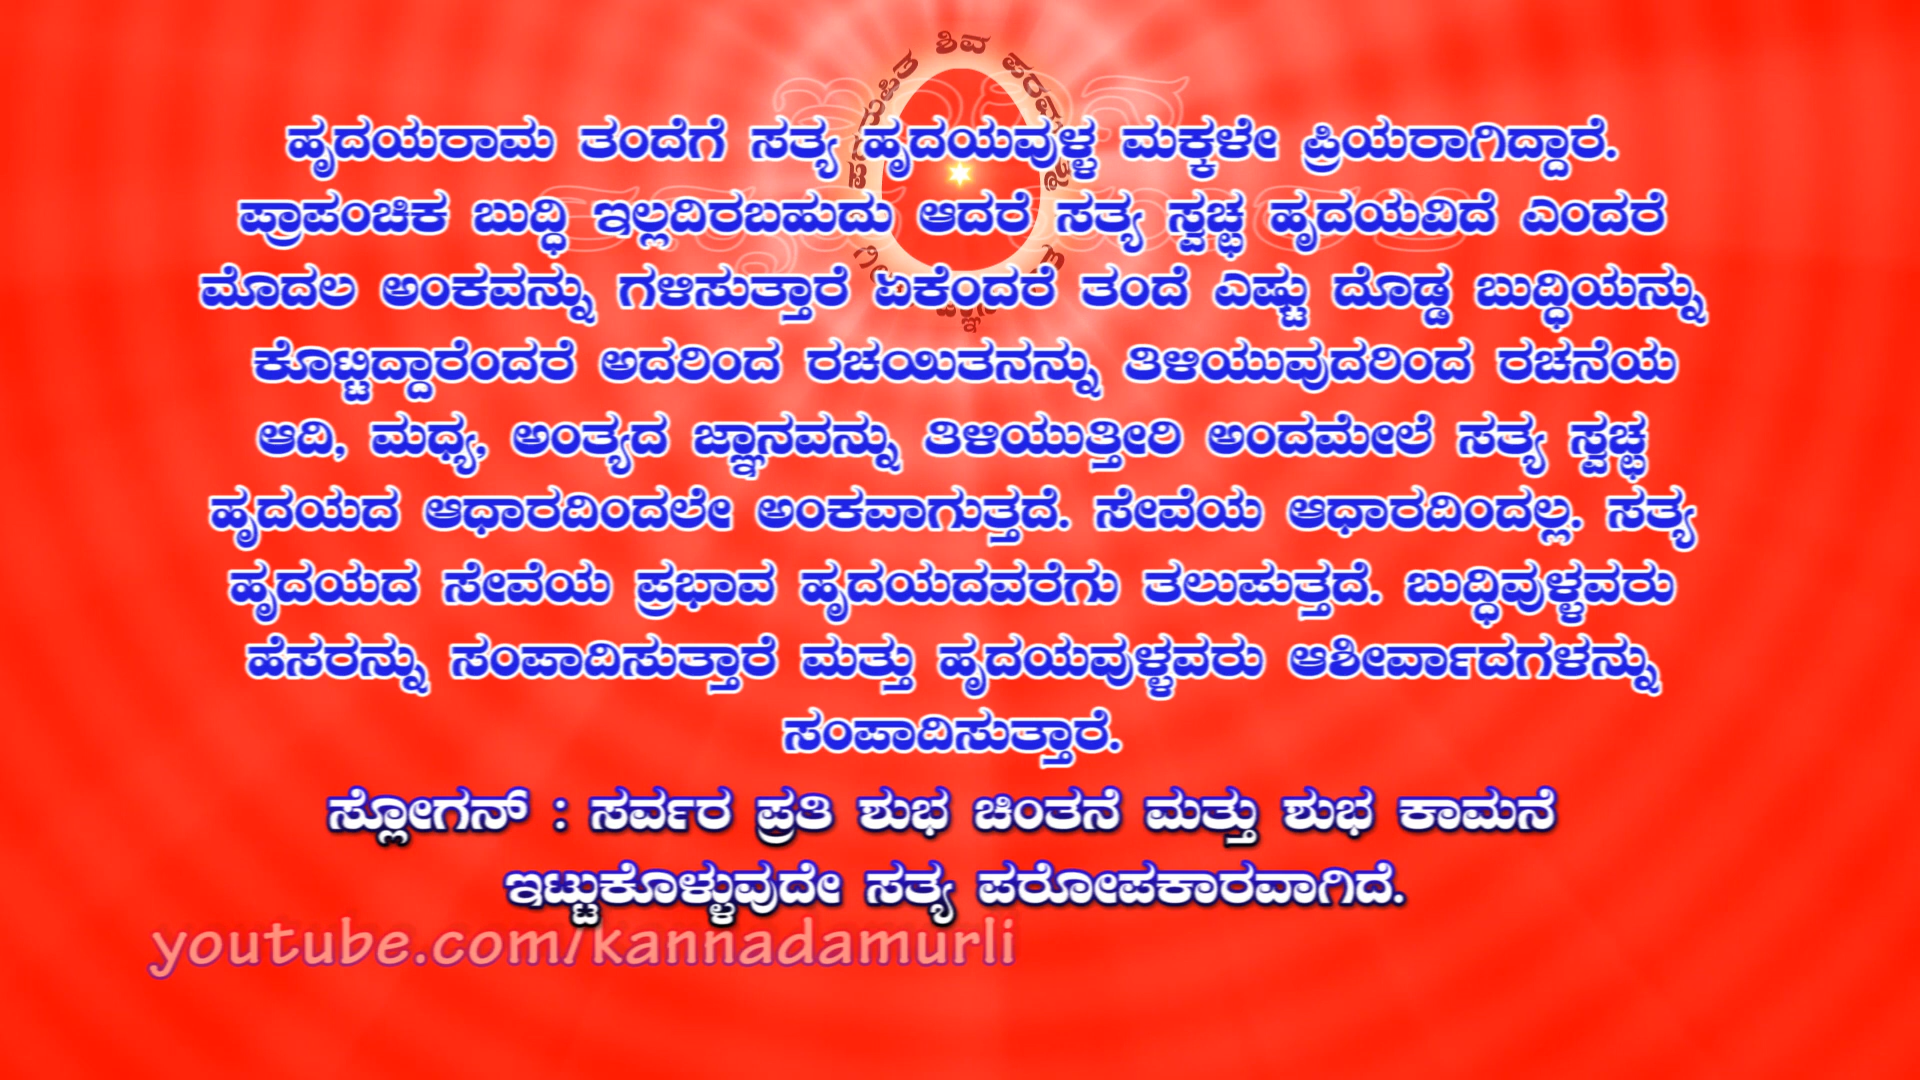 ಶಿವ
ಹೃದಯರಾಮ ತಂದೆಗೆ ಸತ್ಯ ಹೃದಯವುಳ್ಳ ಮಕ್ಕಳೇ ಪ್ರಿಯರಾಗಿದ್ದಾರೆ.
ಪ್ರಾಪಂಚಿಕ ಬುದ್ಧಿ ಇಲ್ಲದಿರಬಹುದು ಆದರೆ ಸತ್ಯ ಸ್ವಚ್ಛ ಹೃದಯವಿದೆ ಎಂದರೆ
ಮೊದಲ ಅಂಕವನ್ನು ಗಳಿಸುತ್ತಾರೆ ಏಕೆಂದರೆ ತಂದೆ ಎಷ್ಟು ದೊಡ್ಡ ಬುದ್ಧಿಯನ್ನು
ಕೊಟ್ಟಿದ್ದಾರೆಂದರೆ ಅದರಿಂದ ರಚಯಿತನನ್ನು ತಿಳಿಯುವುದರಿಂದ ರಚನೆಯ
ಆದಿ, ಮಧ್ಯ, ಅಂತ್ಯದ ಜ್ಞಾನವನ್ನು ತಿಳಿಯುತ್ತೀರಿ ಅಂದಮೇಲೆ ಸತ್ಯ ಸ್ವಚ್ಛ
ಹೃದಯದ ಆಧಾರದಿಂದಲೇ ಅಂಕವಾಗುತ್ತದೆ. ಸೇವೆಯ ಆಧಾರದಿಂದಲ್ಲ. ಸತ್ಯ
ಹೃದಯದ ಸೇವೆಯ ಪ್ರಭಾವ ಹೃದಯದವರೆಗು ತಲುಪುತ್ತದೆ. ಬುದ್ಧಿವುಳ್ಳವರು
ಹೆಸರನ್ನು ಸಂಪಾದಿಸುತ್ತಾರೆ ಮತ್ತು ಹೃದಯವುಳ್ಳವರು ಆಶೀರ್ವಾದಗಳನ್ನು
ಸಂಪಾದಿಸುತ್ತಾರೆ.
ಸ್ಲೋಗನ್ : ಸರ್ವರ ಪ್ರತಿ ಶುಭ ಚಿಂತನೆ ಮತ್ತು ಶುಭ ಕಾಮನೆ
ಇಟ್ಟುಕೊಳ್ಳುವುದೇ ಸತ್ಯ ಪರೋಪಕಾರವಾಗಿದೆ.
youtube.com/kannadamurli